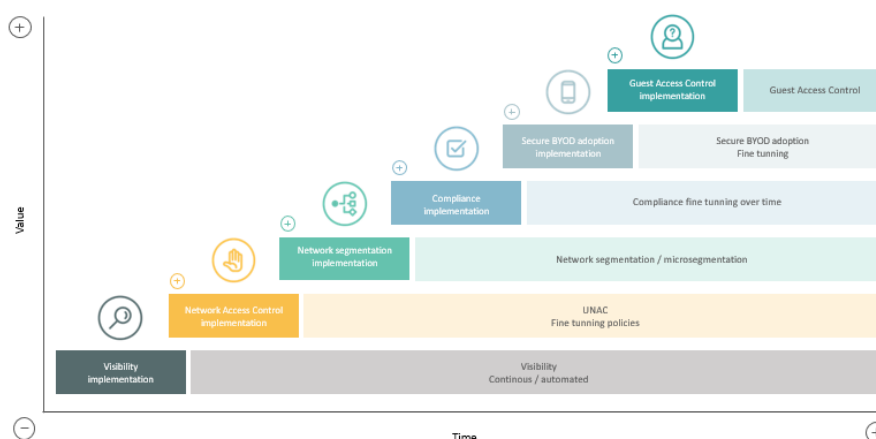 Value
Guest Access Control
implementation
Guest Access Control
Secure BYOD adoption
implementation
Secure BYOD adoption
Fine tunning
Compliance
implementation
Compliance fine tunning over time
Network segmentation
implementation
Network segmentation / microsegmentation
Network Access Control
implementation
UNAC
Fine tunning policies
Visibility
implementation
Visibility
Continous / automated
Time